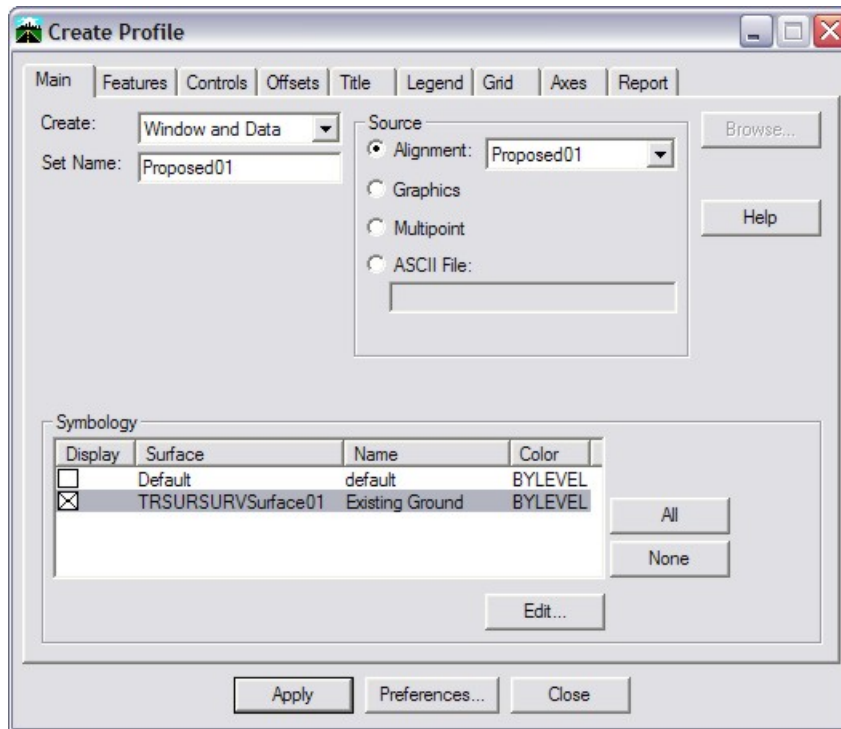 Create Profile
Main Features Controls Offsets Title Legend Grid Axes Report
Create: Window and Data
Set Name: Proposed01
Source
Alignment: Proposed01
Graphics
Multipoint
ASCII File:
Browse...
Help
Symbology
Display Surface Name Color
Default default BYLEVEL
TRSURSURVSurface01 Existing Ground BYLEVEL
All
None
Edit...
Apply Preferences... Close